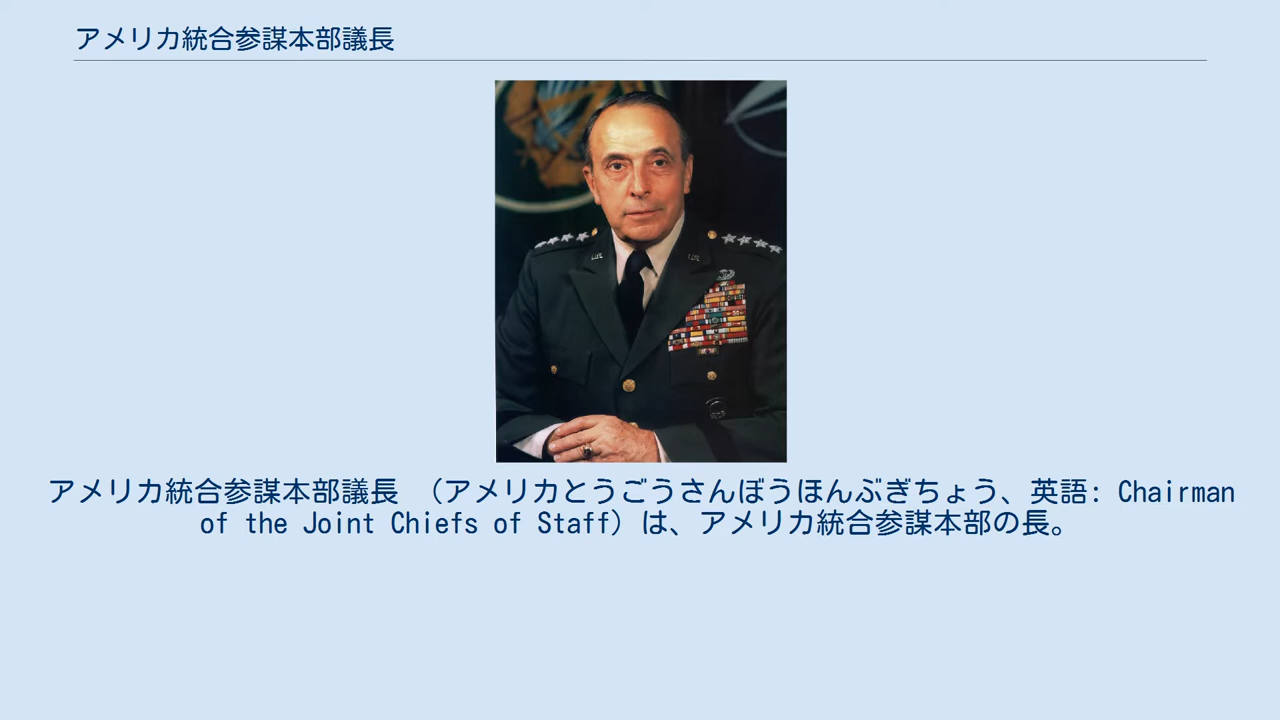 アメリカ統合参謀本部議長
アメリカ統合参謀本部議長 （アメリカとうごうさんぼうほんぶぎちょう、英語: Chairman
of the Joint Chiefs of Staff）は、アメリカ統合参謀本部の長。